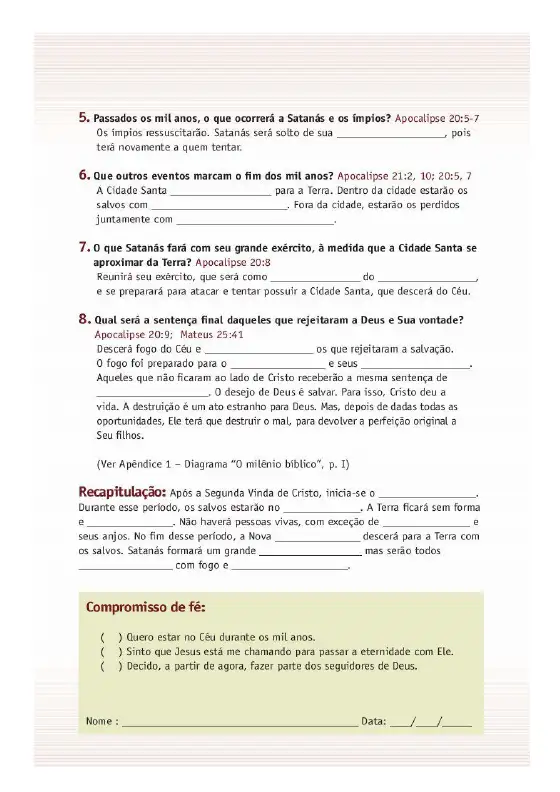 5. Passados os mil anos, o que ocorrerá a Satanás e os ímpios? Apocalipse 20:5-7
Os ímpios ressuscitarão. Satanás será solto de sua ____________________, pois
terá novamente a quem tentar.
6. Que outros eventos marcam o fim dos mil anos? Apocalipse 21:2, 10; 20:5, 7
A Cidade Santa ___________________ para a Terra. Dentro da cidade estarão os
salvos com _________________________. Fora da cidade, estarão os perdidos
juntamente com _____________________________.
7. O que Satanás fará com seu grande exército, à medida que a Cidade Santa se
aproximar da Terra? Apocalipse 20:8
Reunirá seu exército, que será como _________________ do __________________,
e se preparará para atacar e tentar possuir a Cidade Santa, que descerá do Céu.
8. Qual será a sentença final daqueles que rejeitaram a Deus e Sua vontade?
Apocalipse 20:9; Mateus 25:41
Descerá fogo do Céu e ____________________ os que rejeitaram a salvação.
O fogo foi preparado para o __________________ e seus ____________________.
Aqueles que não ficaram ao lado de Cristo receberão a mesma sentença de
____________________. O desejo de Deus é salvar. Para isso, Cristo deu a
vida. A destruição é um ato estranho para Deus. Mas, depois de dadas todas as
oportunidades, Ele terá que destruir o mal, para devolver a perfeição original a
Seu filhos.
(Ver Apêndice 1 – Diagrama “O milênio bíblico”, p. I)
Recapitulação: Após a Segunda Vinda de Cristo, inicia-se o __________________.
Durante esse período, os salvos estarão no ______________. A Terra ficará sem forma
e ________________. Não haverá pessoas vivas, com exceção de ________________ e
seus anjos. No fim desse período, a Nova ________________ descerá para a Terra com
os salvos. Satanás formará um grande ___________________ mas serão todos
_________________ com fogo e _____________________.
Compromisso de fé:
( ) Quero estar no Céu durante os mil anos.
( ) Sinto que Jesus está me chamando para passar a eternidade com Ele.
( ) Decido, a partir de agora, fazer parte dos seguidores de Deus.
Nome : ___________________________________________ Data: ____/____/______